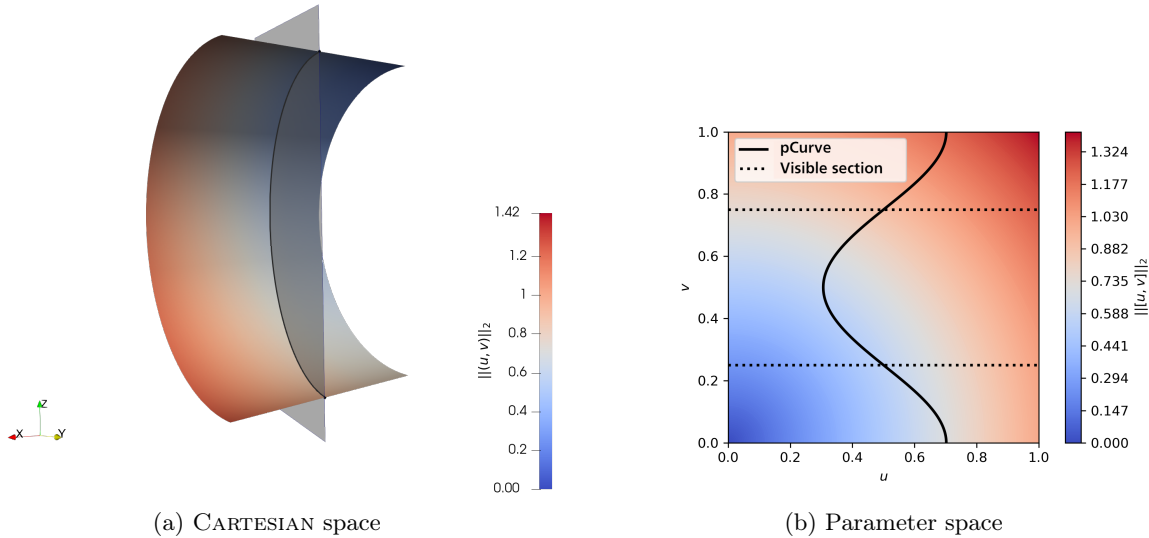 Z
X
Y
1.42
1.2
1
0.8
0.6
0.4
0.2
0.00
||(u, v)||₂
(a) CARTESIAN space
1.0
0.8
0.6
0.4
0.2
0.0
v
pCurve
Visible section
0.0 0.2 0.4 0.6 0.8 1.0
u
1.324
1.177
1.030
0.882
0.735
0.588
0.441
0.294
0.147
0.000
||[u, v]||₂
(b) Parameter space